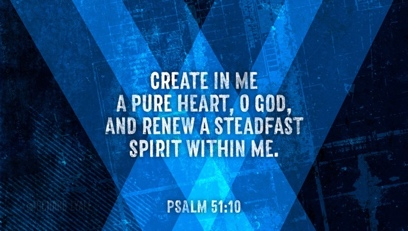 CREATE IN ME
A PURE HEART, O GOD,
AND RENEW A STEADFAST
SPIRIT WITHIN ME.
PSALM 51:10